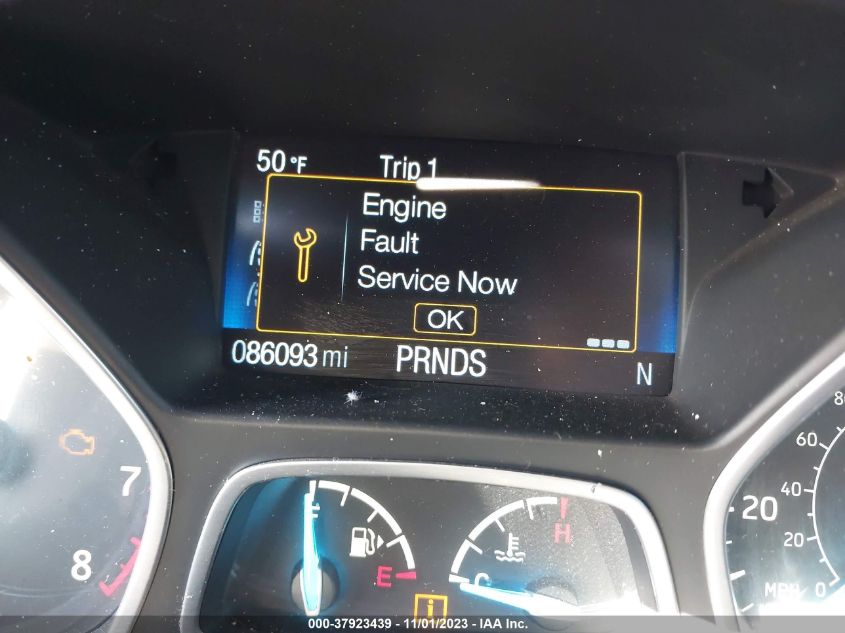 50°F Trip 1
Engine
Fault
Service Now
OK
086093 mi PRNDS N
7
8
F
E
H
C
i
80
60
40
20
20
MPH 0
000-37923439 - 11/01/2023 - IAA Inc.